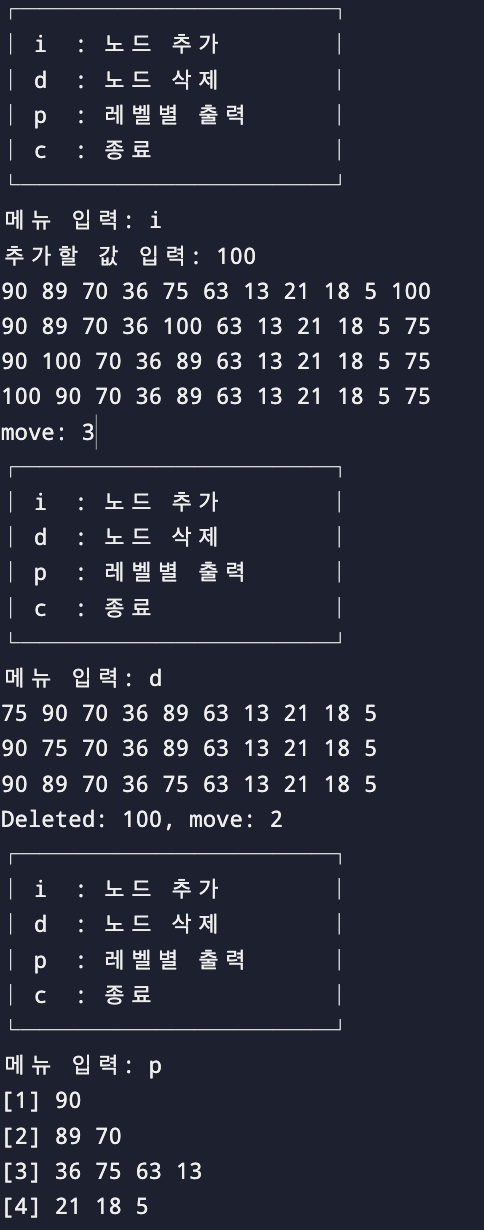 i : 노드 추가
d : 노드 삭제
p : 레벨별 출력
c : 종료
메뉴 입력: i
추가할 값 입력: 100
90 89 70 36 75 63 13 21 18 5 100
90 89 70 36 100 63 13 21 18 5 75
90 100 70 36 89 63 13 21 18 5 75
100 90 70 36 89 63 13 21 18 5 75
move: 3
i : 노드 추가
d : 노드 삭제
p : 레벨별 출력
c : 종료
메뉴 입력: d
75 90 70 36 89 63 13 21 18 5
90 75 70 36 89 63 13 21 18 5
90 89 70 36 75 63 13 21 18 5
Deleted: 100, move: 2
i : 노드 추가
d : 노드 삭제
p : 레벨별 출력
c : 종료
메뉴 입력: p
[1] 90
[2] 89 70
[3] 36 75 63 13
[4] 21 18 5